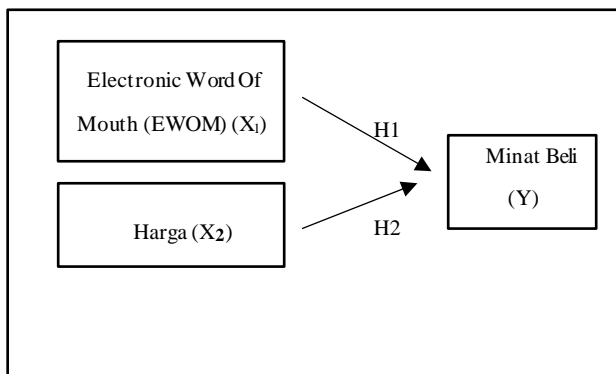 Electronic Word Of
Mouth (EWOM) (X₁)
H1
Minat Beli
(Y)
Harga (X₂)
H2